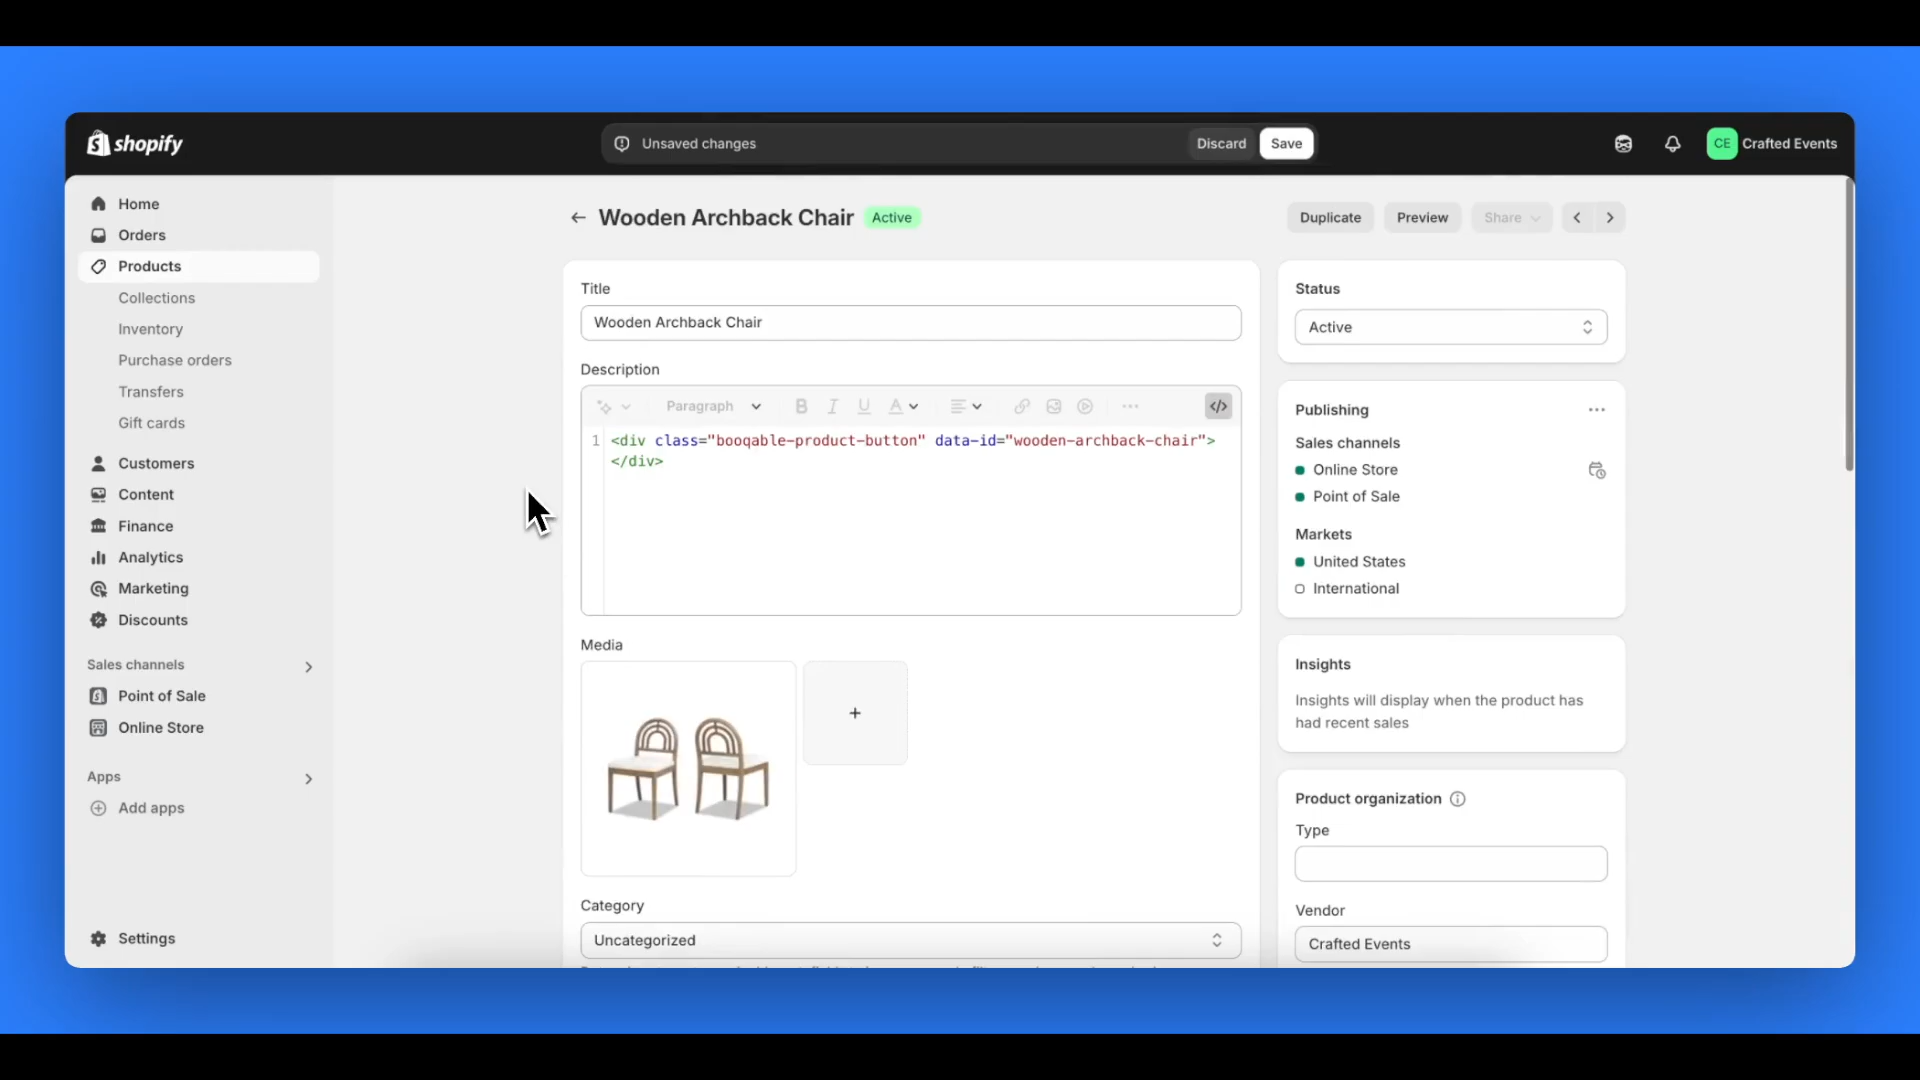 shopify
Unsaved changes
Discard
Save
CE
Crafted Events
Home
Orders
Products
Collections
Inventory
Purchase orders
Transfers
Gift cards
Customers
Content
Finance
Analytics
Marketing
Discounts
Sales channels
Point of Sale
Online Store
Apps
Add apps
Settings
Wooden Archback Chair
Active
Duplicate
Preview
Share
Title
Wooden Archback Chair
Description
Paragraph
B I U A
</>
1 <div class="booqable-product-button" data-id="wooden-archback-chair">
</div>
Media
+
Category
Uncategorized
Status
Active
Publishing
Sales channels
Online Store
Point of Sale
Markets
United States
International
Insights
Insights will display when the product has
had recent sales
Product organization
Type
Vendor
Crafted Events